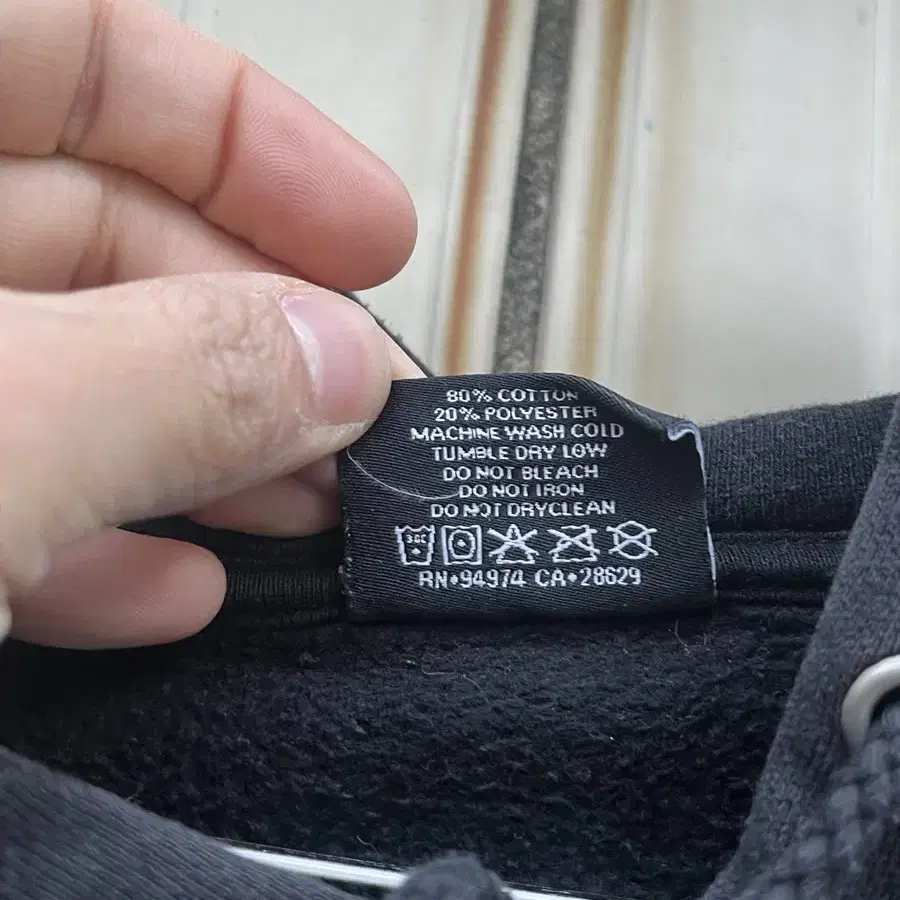 80% COTTON
20% POLYESTER
MACHINE WASH COLD
TUMBLE DRY LOW
DO NOT BLEACH
DO NOT IRON
DO NOT DRYCLEAN
30C
RN•94974 CA•28629